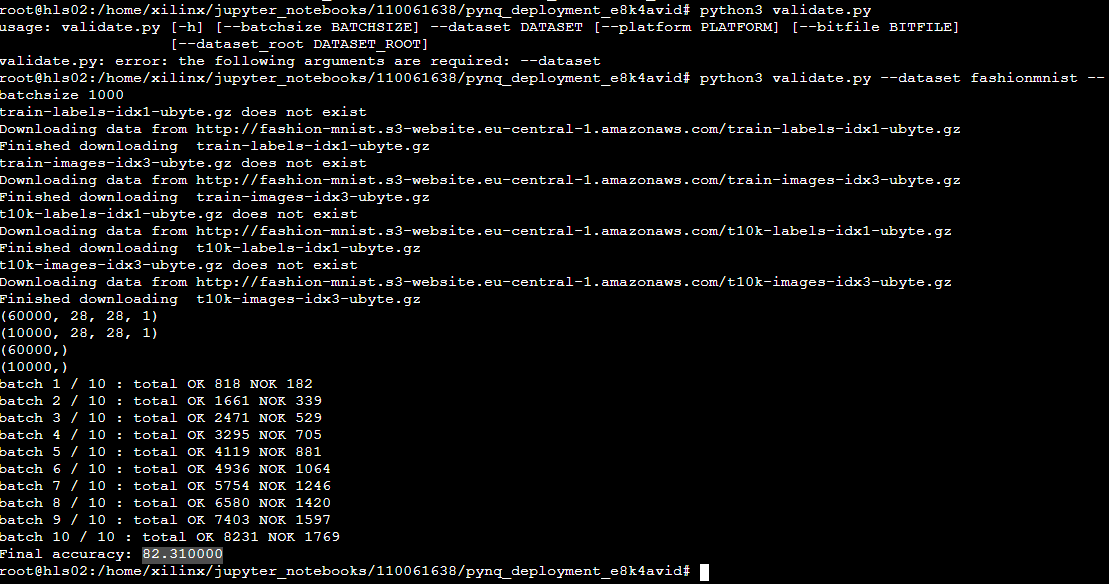 root@hls02:/home/xilinx/jupyter_notebooks/110061638/pynq_deployment_e8k4avid# python3 validate.py
usage: validate.py [-h] [--batchsize BATCHSIZE] --dataset DATASET [--platform PLATFORM] [--bitfile BITFILE]
                   [--dataset_root DATASET_ROOT]
validate.py: error: the following arguments are required: --dataset
root@hls02:/home/xilinx/jupyter_notebooks/110061638/pynq_deployment_e8k4avid# python3 validate.py --dataset fashionmnist --
batchsize 1000
train-labels-idx1-ubyte.gz does not exist
Downloading data from http://fashion-mnist.s3-website.eu-central-1.amazonaws.com/train-labels-idx1-ubyte.gz
Finished downloading  train-labels-idx1-ubyte.gz
train-images-idx3-ubyte.gz does not exist
Downloading data from http://fashion-mnist.s3-website.eu-central-1.amazonaws.com/train-images-idx3-ubyte.gz
Finished downloading  train-images-idx3-ubyte.gz
t10k-labels-idx1-ubyte.gz does not exist
Downloading data from http://fashion-mnist.s3-website.eu-central-1.amazonaws.com/t10k-labels-idx1-ubyte.gz
Finished downloading  t10k-labels-idx1-ubyte.gz
t10k-images-idx3-ubyte.gz does not exist
Downloading data from http://fashion-mnist.s3-website.eu-central-1.amazonaws.com/t10k-images-idx3-ubyte.gz
Finished downloading  t10k-images-idx3-ubyte.gz
(60000, 28, 28, 1)
(10000, 28, 28, 1)
(60000,)
(10000,)
batch 1 / 10 : total OK 818 NOK 182
batch 2 / 10 : total OK 1661 NOK 339
batch 3 / 10 : total OK 2471 NOK 529
batch 4 / 10 : total OK 3295 NOK 705
batch 5 / 10 : total OK 4119 NOK 881
batch 6 / 10 : total OK 4936 NOK 1064
batch 7 / 10 : total OK 5754 NOK 1246
batch 8 / 10 : total OK 6580 NOK 1420
batch 9 / 10 : total OK 7403 NOK 1597
batch 10 / 10 : total OK 8231 NOK 1769
Final accuracy: 82.310000
root@hls02:/home/xilinx/jupyter_notebooks/110061638/pynq_deployment_e8k4avid#